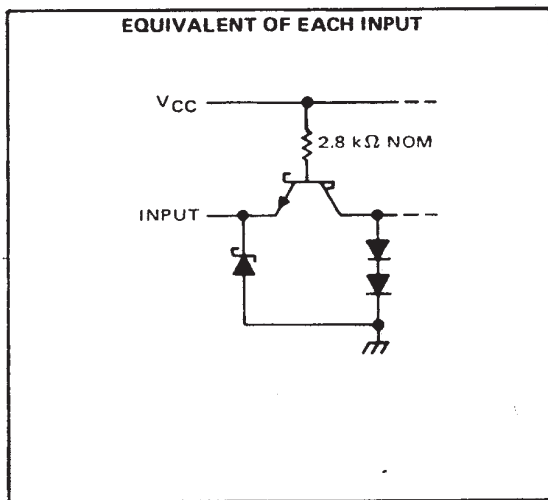 EQUIVALENT OF EACH INPUT
VCC
2.8 kΩ NOM
INPUT